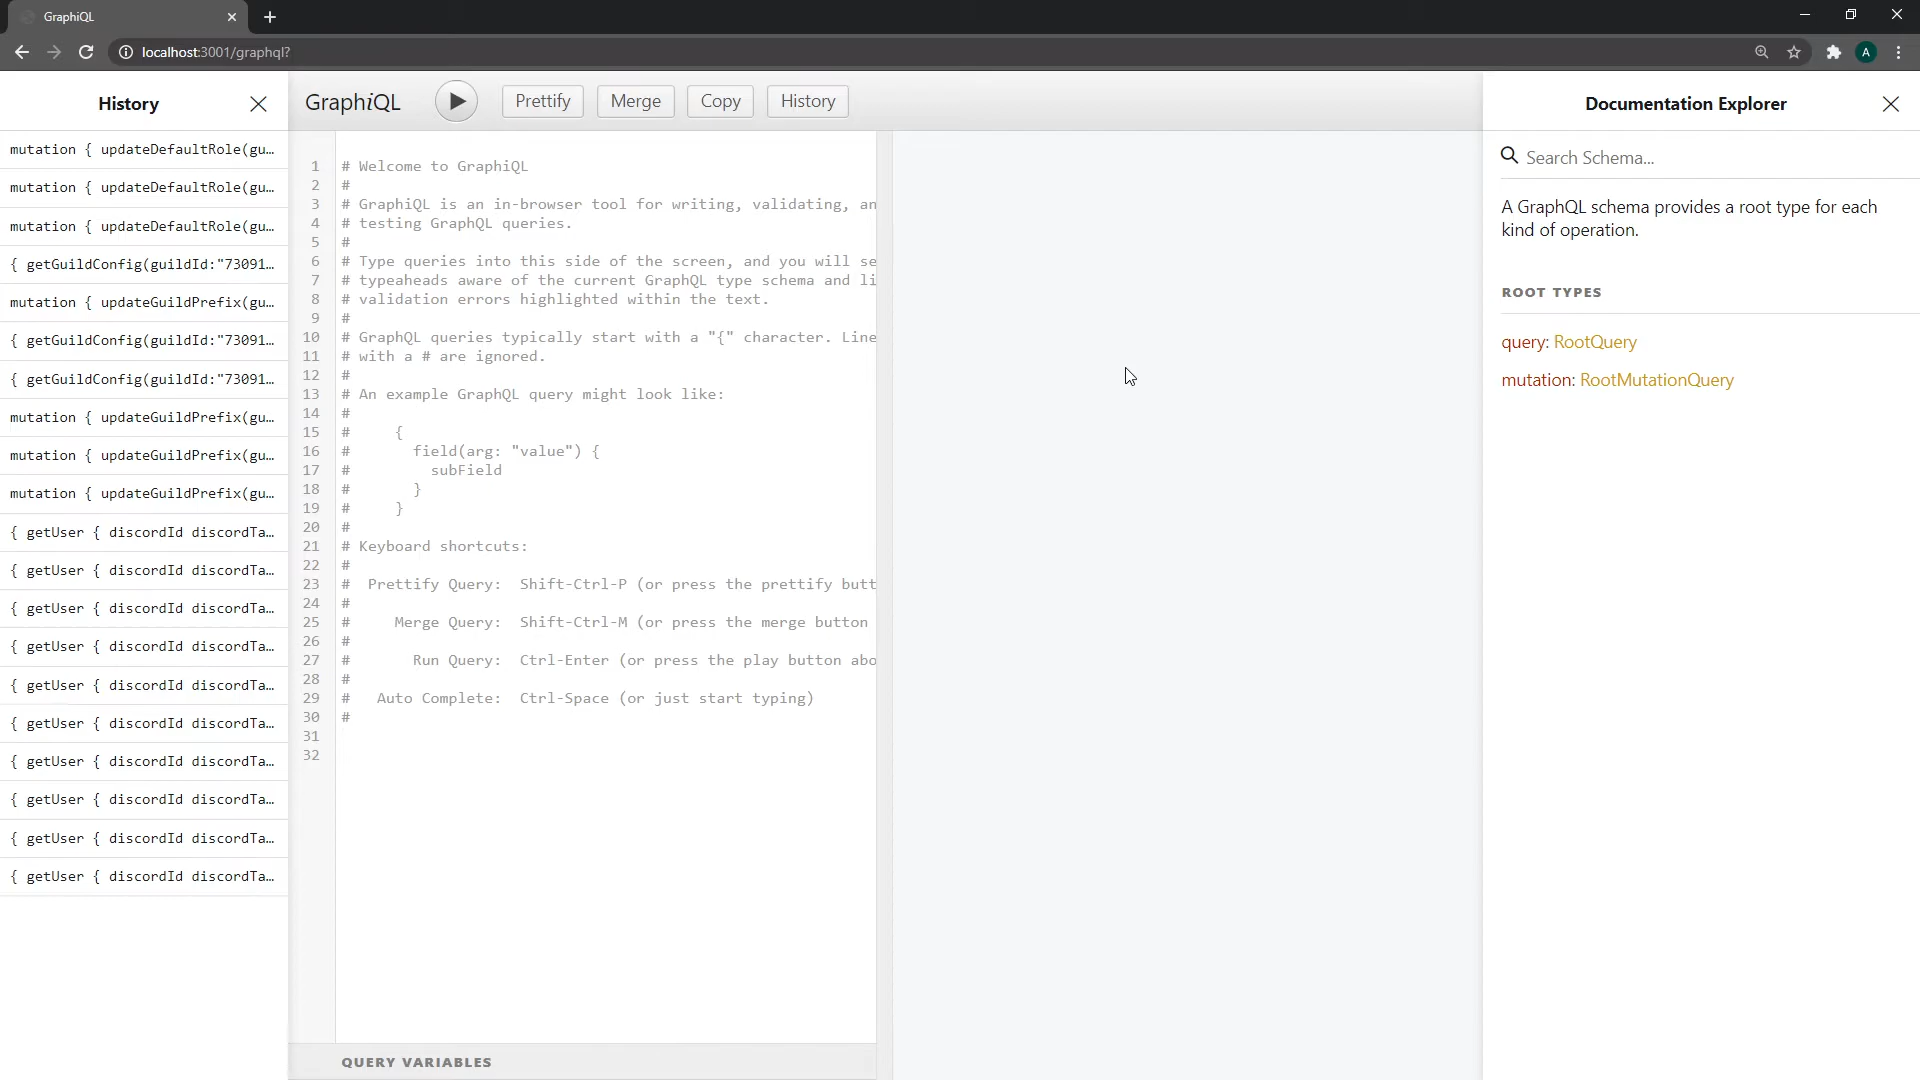 GraphiQL
localhost:3001/graphql?
A
History
mutation { updateDefaultRole(gu...
mutation { updateDefaultRole(gu...
mutation { updateDefaultRole(gu...
{ getGuildConfig(guildId:"73091...
mutation { updateGuildPrefix(gu...
{ getGuildConfig(guildId:"73091...
{ getGuildConfig(guildId:"73091...
mutation { updateGuildPrefix(gu...
mutation { updateGuildPrefix(gu...
mutation { updateGuildPrefix(gu...
{ getUser { discordId discordTa...
{ getUser { discordId discordTa...
{ getUser { discordId discordTa...
{ getUser { discordId discordTa...
{ getUser { discordId discordTa...
{ getUser { discordId discordTa...
{ getUser { discordId discordTa...
{ getUser { discordId discordTa...
{ getUser { discordId discordTa...
{ getUser { discordId discordTa...
GraphiQL
Prettify
Merge
Copy
History
1 # Welcome to GraphiQL
2 #
3 # GraphiQL is an in-browser tool for writing, validating, an
4 # testing GraphQL queries.
5 #
6 # Type queries into this side of the screen, and you will se
7 # typeaheads aware of the current GraphQL type schema and li
8 # validation errors highlighted within the text.
9 #
10 # GraphQL queries typically start with a "{" character. Line
11 # with a # are ignored.
12 #
13 # An example GraphQL query might look like:
14 #
15 #     {
16 #       field(arg: "value") {
17 #         subField
18 #       }
19 #     }
20 #
21 # Keyboard shortcuts:
22 #
23 #  Prettify Query:  Shift-Ctrl-P (or press the prettify butt
24 #
25 #     Merge Query:  Shift-Ctrl-M (or press the merge button
26 #
27 #       Run Query:  Ctrl-Enter (or press the play button abo
28 #
29 #   Auto Complete:  Ctrl-Space (or just start typing)
30 #
31
32
QUERY VARIABLES
Documentation Explorer
Search Schema...
A GraphQL schema provides a root type for each
kind of operation.
ROOT TYPES
query: RootQuery
mutation: RootMutationQuery